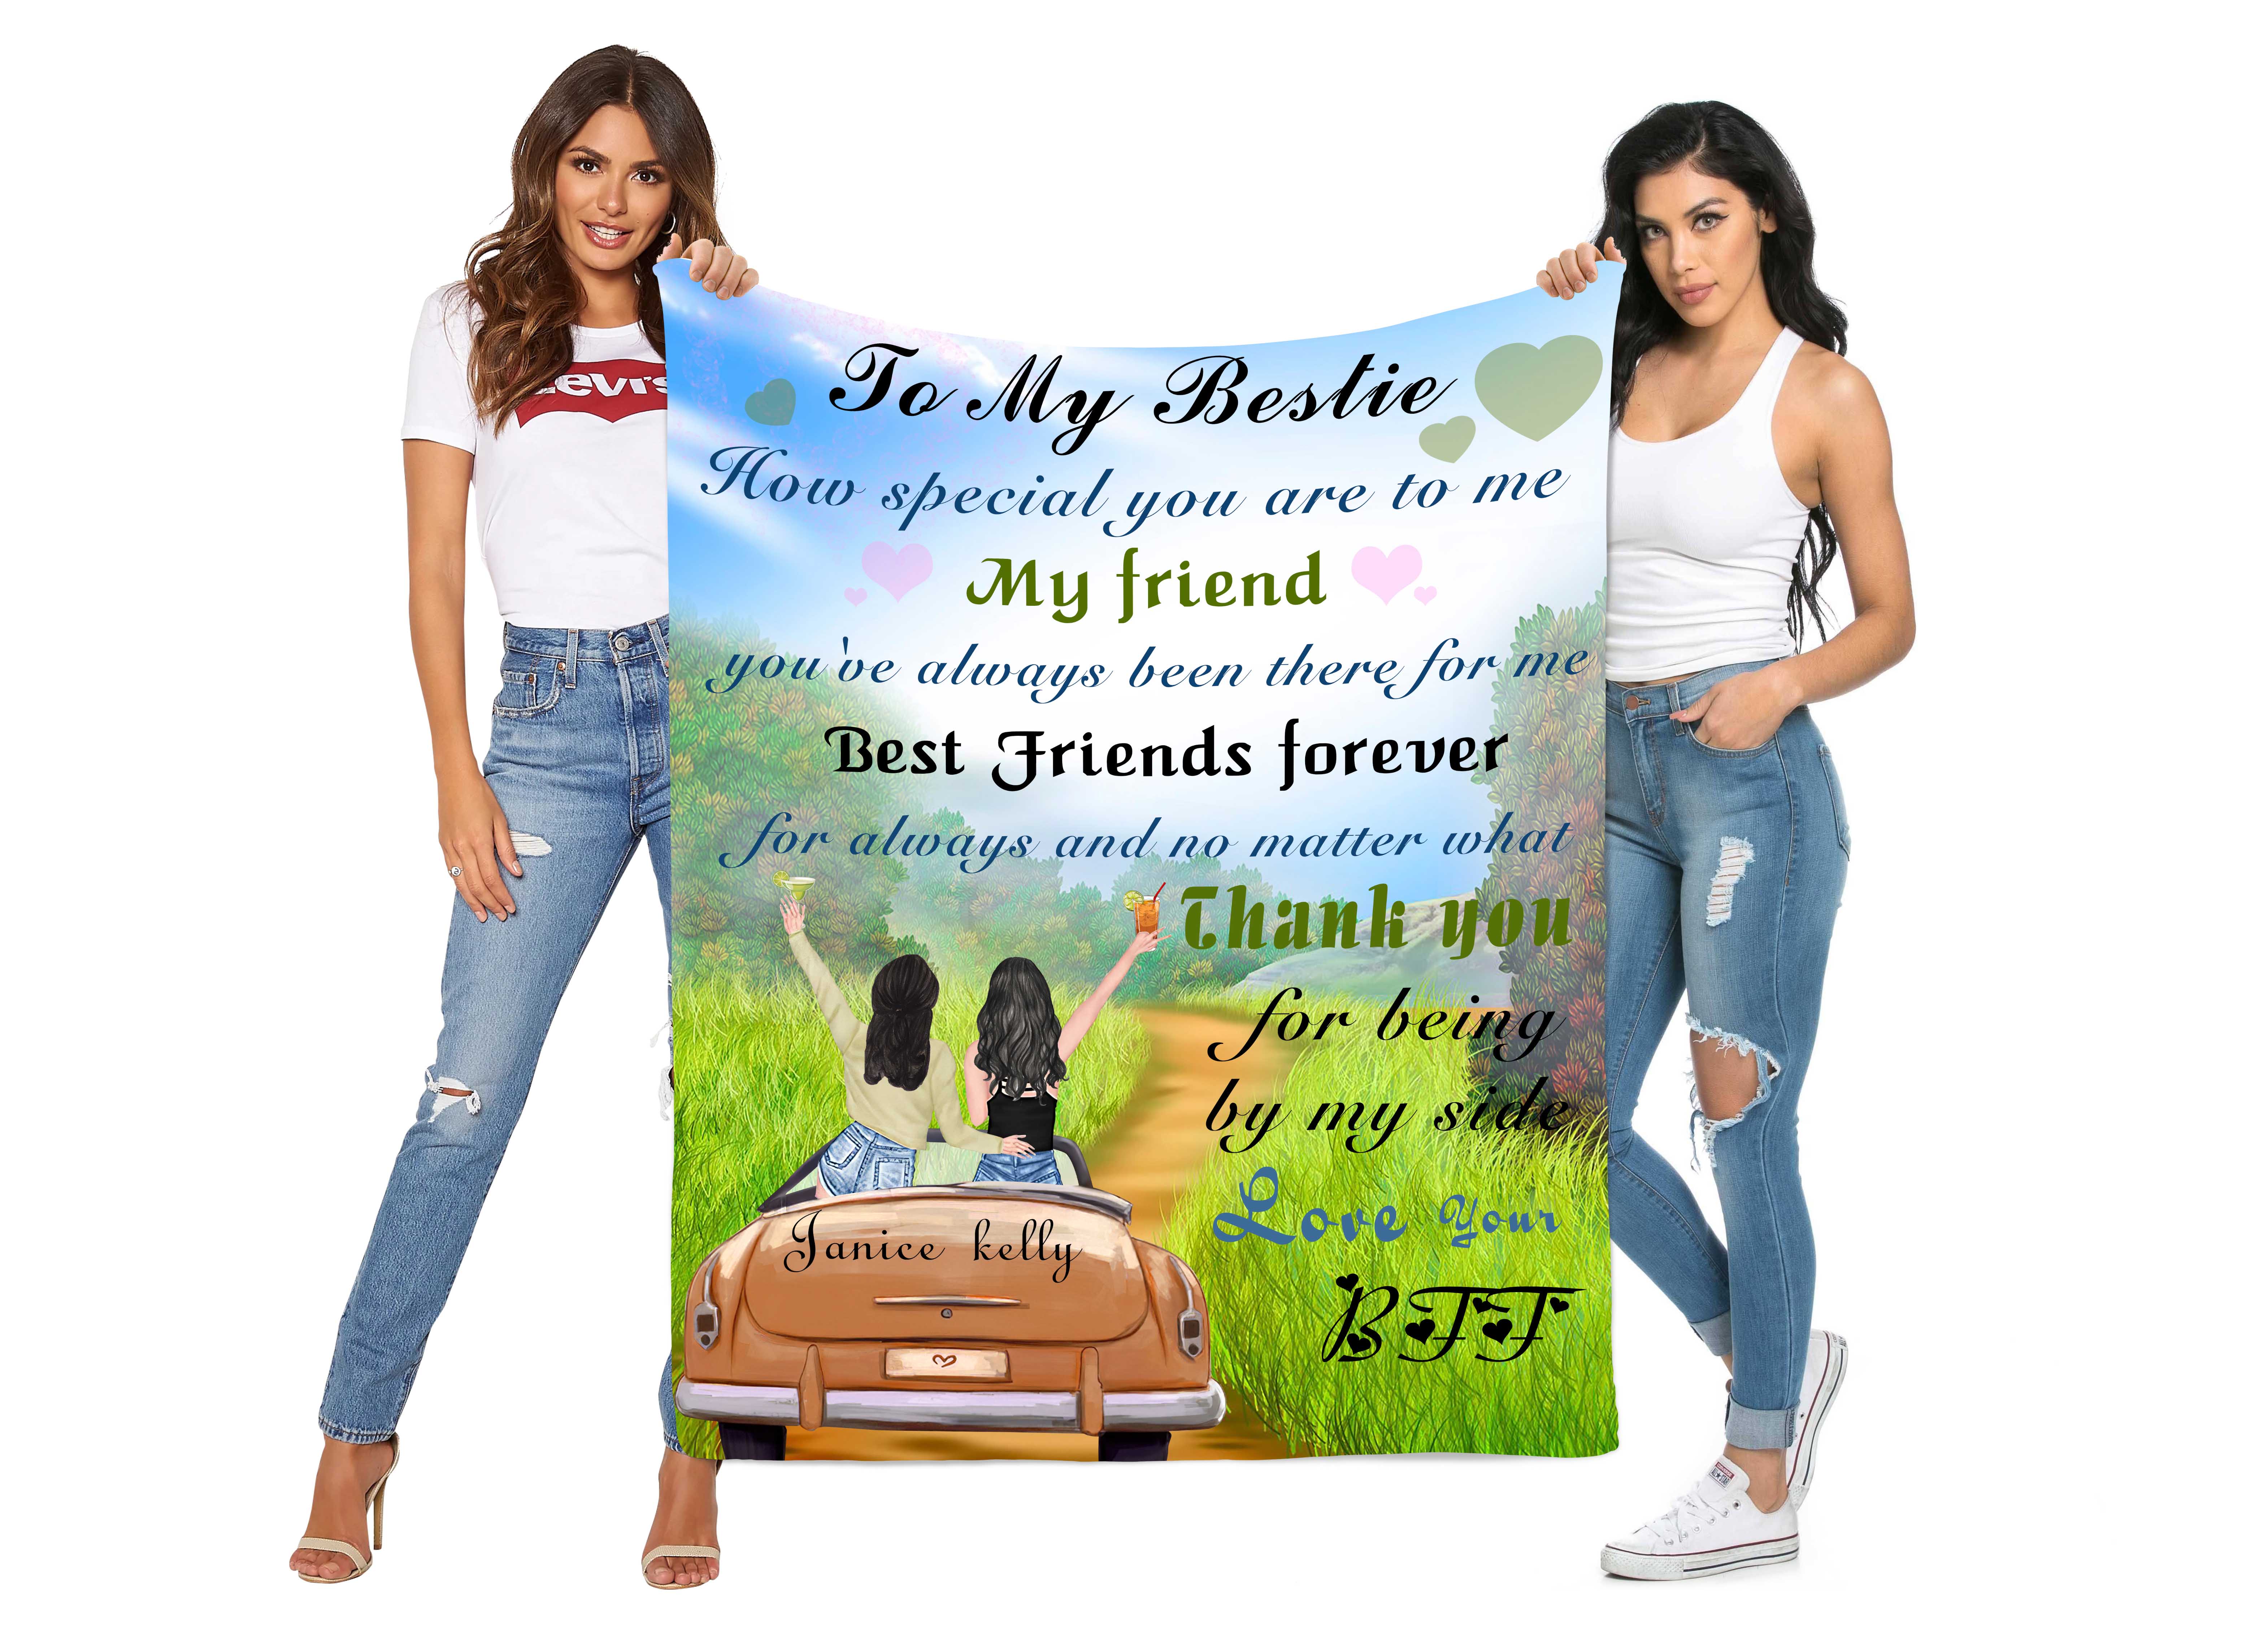 Levi's
To My Bestie
How special you are to me
My friend
you've always been there for me
Best Friends forever
for always and no matter what
Thank you
for being
by my side
Love Your
BFF
Janice kelly